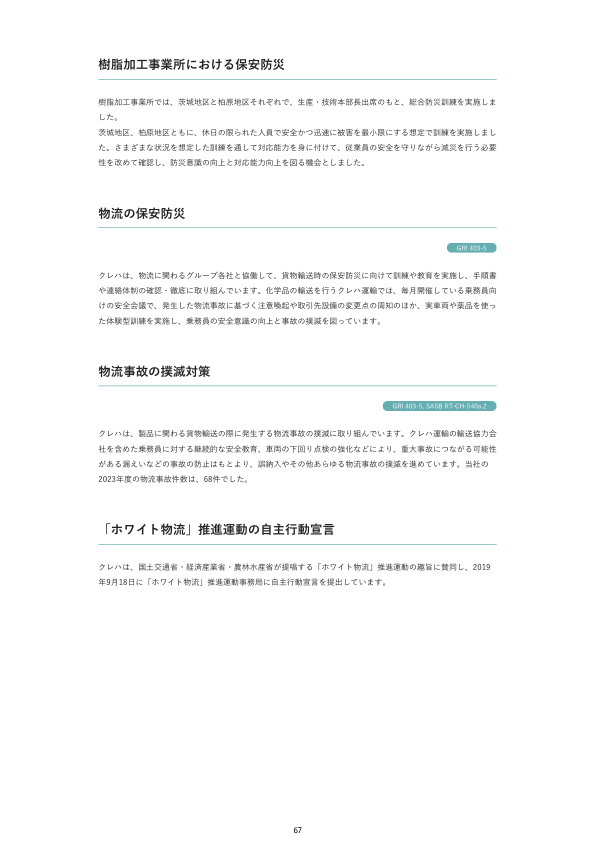 樹脂加工事業所における保安防災
樹脂加工事業所では、茨城地区と柏原地区それぞれで、生産・技術本部長出席のもと、総合防災訓練を実施しま
した。
茨城地区、柏原地区ともに、休日の限られた人員で安全かつ迅速に被害を最小限にする想定で訓練を実施しまし
た。さまざまな状況を想定した訓練を通して対応能力を身に付けて、従業員の安全を守りながら減災を行う必要
性を改めて確認し、防災意識の向上と対応能力向上を図る機会としました。
物流の保安防災
GRI 403-5
クレハは、物流に関わるグループ各社と協働して、貨物輸送時の保安防災に向けて訓練や教育を実施し、手順書
や連絡体制の確認・徹底に取り組んでいます。化学品の輸送を行うクレハ運輸では、毎月開催している乗務員向
けの安全会議で、発生した物流事故に基づく注意喚起や取引先設備の変更点の周知のほか、実車両や薬品を使っ
た体験型訓練を実施し、乗務員の安全意識の向上と事故の撲滅を図っています。
物流事故の撲滅対策
GRI 403-5, SASB RT-CH-540a.2
クレハは、製品に関わる貨物輸送の際に発生する物流事故の撲滅に取り組んでいます。クレハ運輸の輸送協力会
社を含めた乗務員に対する継続的な安全教育、車両の下回り点検の強化などにより、重大事故につながる可能性
がある漏えいなどの事故の防止はもとより、誤納入やその他あらゆる物流事故の撲滅を進めています。当社の
2023年度の物流事故件数は、68件でした。
「ホワイト物流」推進運動の自主行動宣言
クレハは、国土交通省・経済産業省・農林水産省が提唱する「ホワイト物流」推進運動の趣旨に賛同し、2019
年9月18日に「ホワイト物流」推進運動事務局に自主行動宣言を提出しています。
67